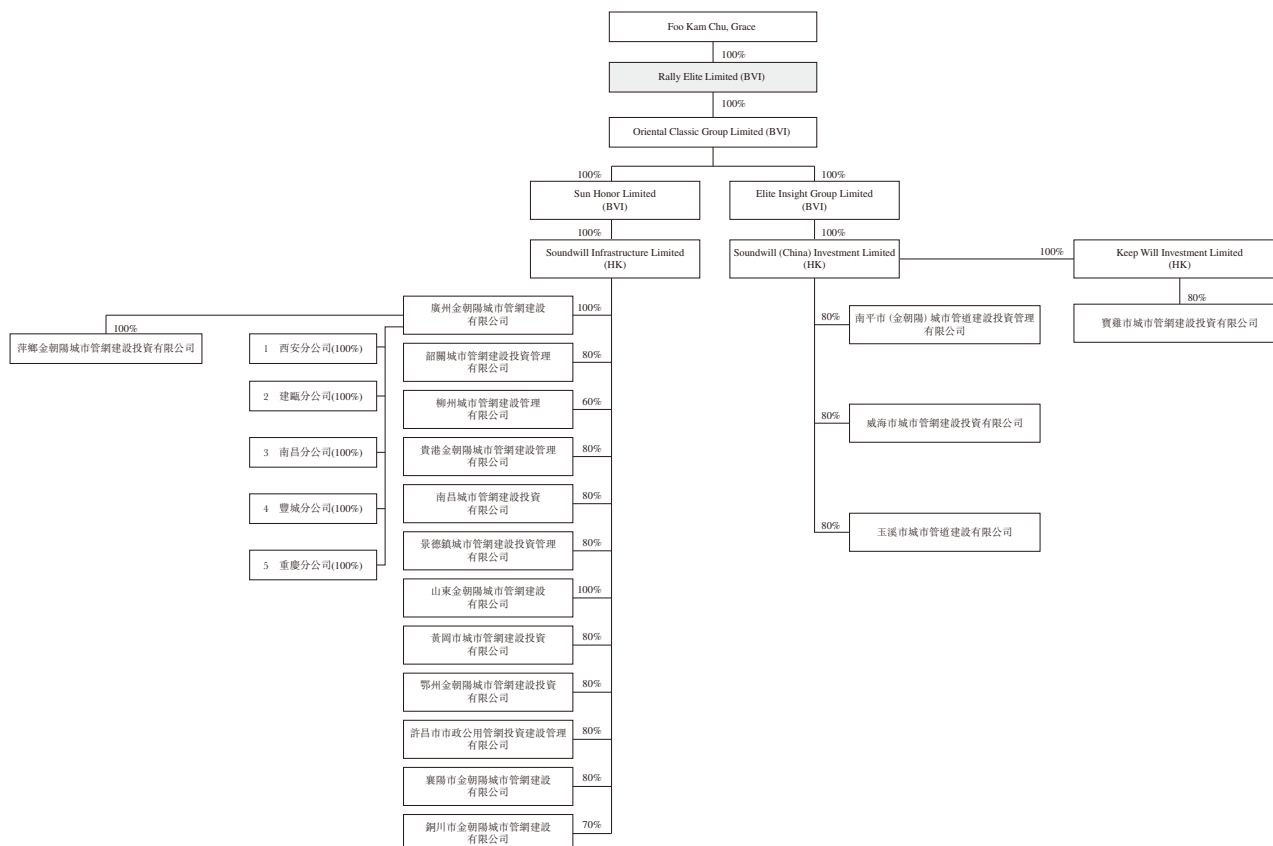 Foo Kam Chu, Grace
100%
Rally Elite Limited (BVI)
100%
Oriental Classic Group Limited (BVI)
100%
100%
Sun Honor Limited
(BVI)
Elite Insight Group Limited
(BVI)
100%
100%
Soundwill Infrastructure Limited
(HK)
Soundwill (China) Investment Limited
(HK)
100%
Keep Will Investment Limited
(HK)
80%
寶雞市城市管網建設投資有限公司
80%
南平市 (金朝陽) 城市管道建設投資管理
有限公司
80%
威海市城市管網建設投資有限公司
80%
玉溪市城市管道建設有限公司
廣州金朝陽城市管網建設
有限公司
100%
100%
萍鄉金朝陽城市管網建設投資有限公司
1 西安分公司(100%)
2 建甌分公司(100%)
3 南昌分公司(100%)
4 豐城分公司(100%)
5 重慶分公司(100%)
韶關城市管網建設投資管理
有限公司
80%
柳州城市管網建設管理
有限公司
60%
貴港金朝陽城市管網建設管理
有限公司
80%
南昌城市管網建設投資
有限公司
80%
景德鎮城市管網建設投資管理
有限公司
80%
山東金朝陽城市管網建設
有限公司
100%
黃岡市城市管網建設投資
有限公司
80%
鄂州金朝陽城市管網建設投資
有限公司
80%
許昌市市政公用管網投資建設管理
有限公司
80%
襄陽市金朝陽城市管網建設
有限公司
80%
銅川市金朝陽城市管網建設
有限公司
70%